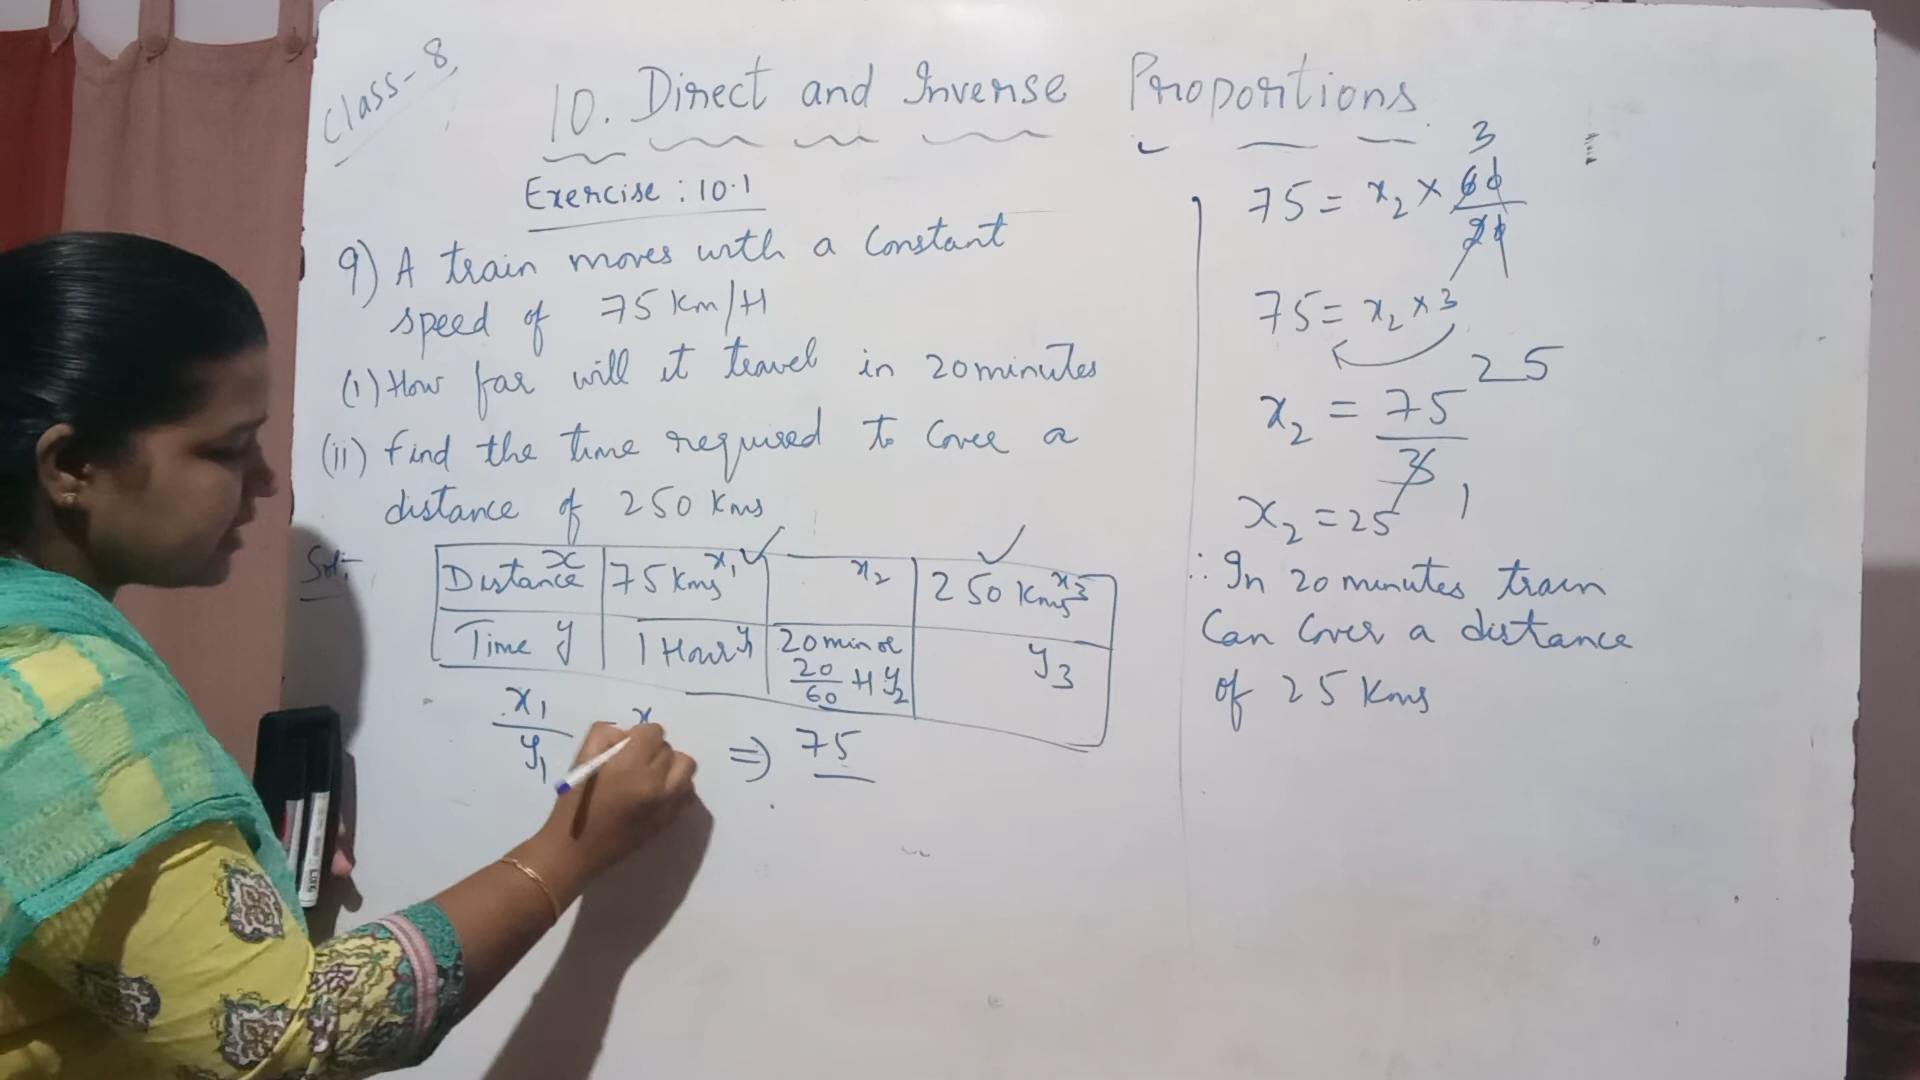 Class-8
10. Direct and Inverse Proportions
Exercise : 10.1
9) A train moves with a Constant
speed of 75 Km/H
(i) How far will it travel in 20 minutes
(ii) Find the time required to Cover a
distance of 250 Kms
Sol:-
Distance x | 75 Kms x₁ ✓ | x₂ | 250 Kms x₃ ✓
Time y | 1 Hour y₁ | 20 min or 20/60 H y₂ | y₃
x₁/y₁ = x ⇒ 75
75 = x₂ × 60/20 3
75 = x₂ × 3
x₂ = 75/3 25 1
x₂ = 25
∴ In 20 minutes train
Can Cover a distance
of 25 Kms